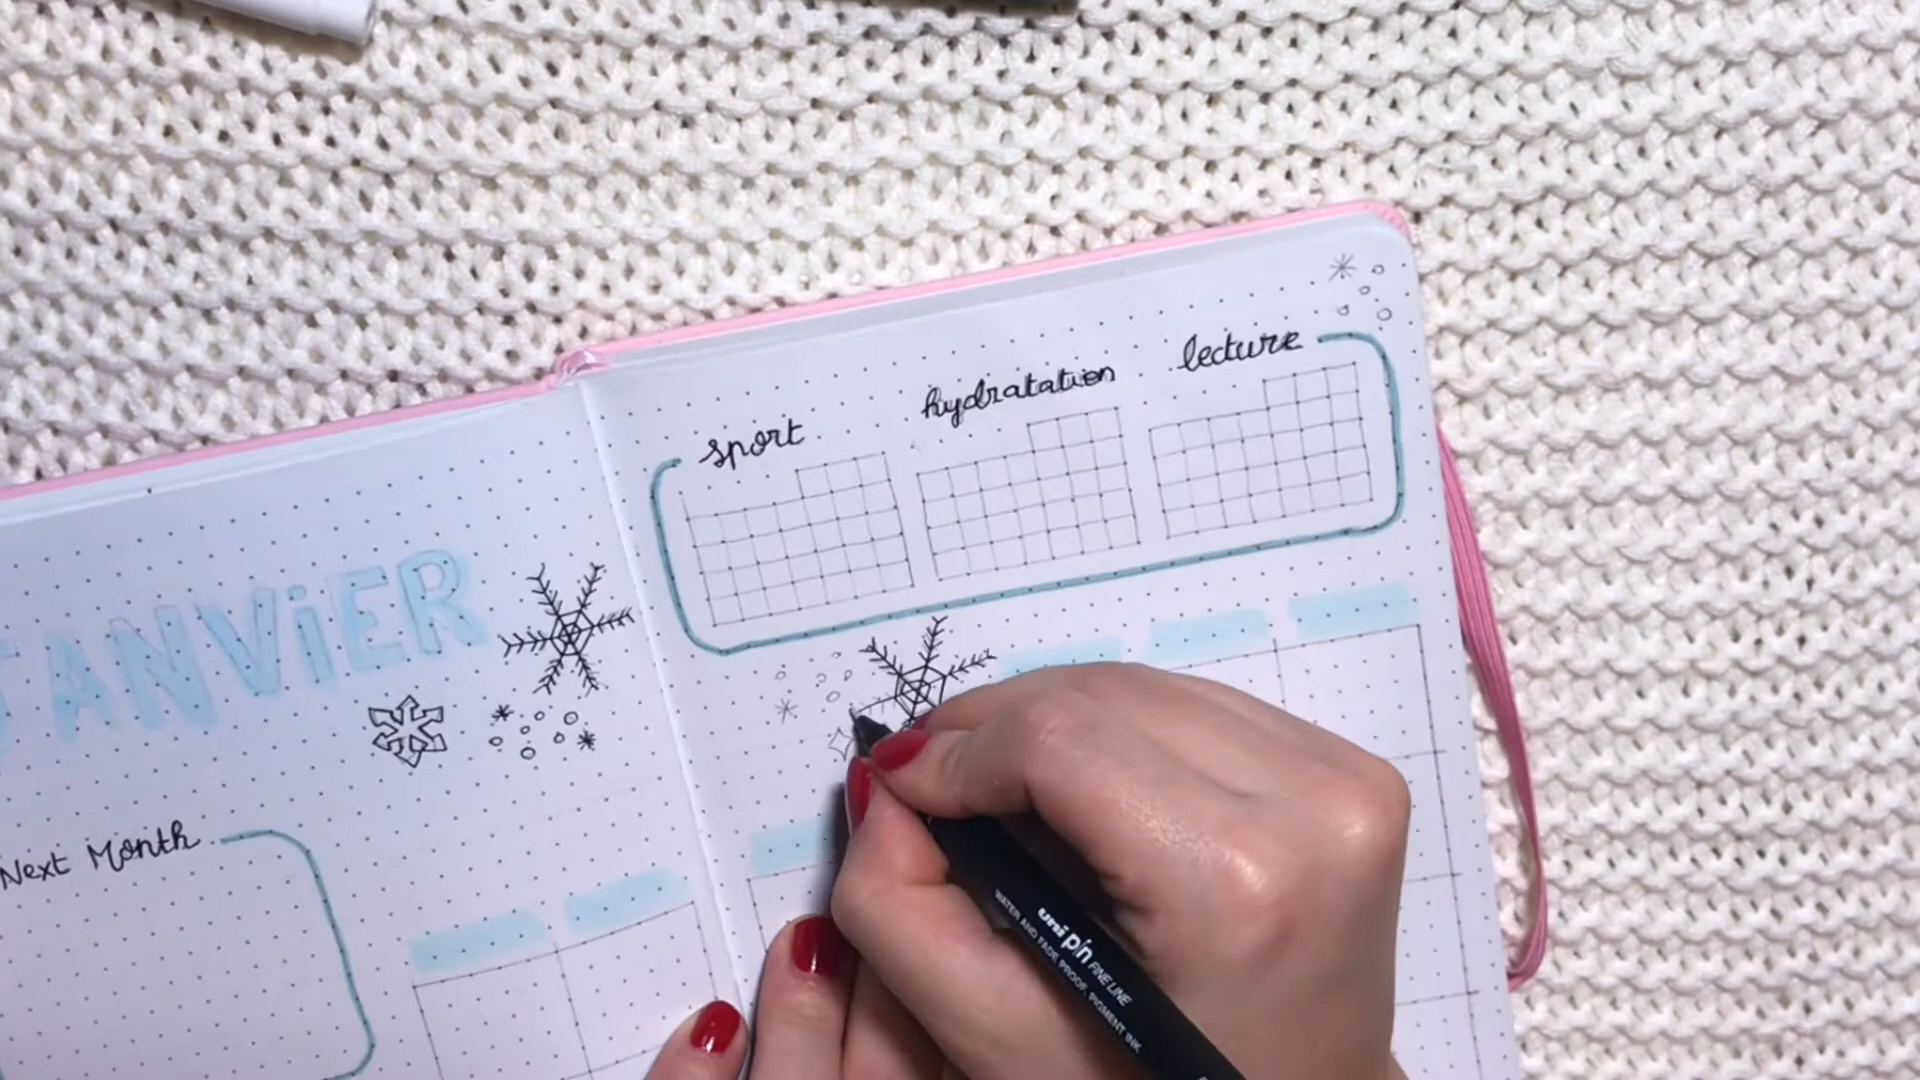 JANVIER
Next Month
sport
hydratation
lecture
uni pin FINE LINE
WATER AND FADE PROOF, PIGMENT INK